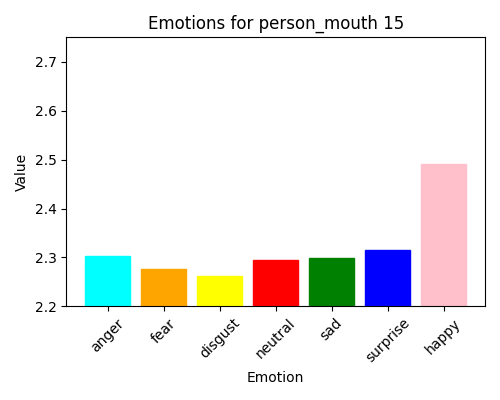 Emotions for person_mouth 15
Value
2.7
2.6
2.5
2.4
2.3
2.2
anger
fear
disgust
neutral
sad
surprise
happy
Emotion